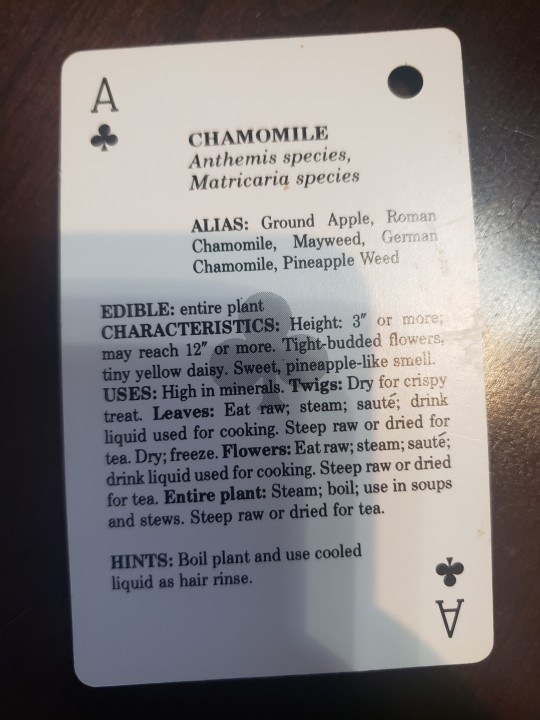 A
CHAMOMILE
Anthemis species,
Matricaria species
ALIAS: Ground Apple, Roman
Chamomile, Mayweed, German
Chamomile, Pineapple Weed
EDIBLE: entire plant
CHARACTERISTICS: Height: 3″ or more;
may reach 12″ or more. Tight-budded flowers,
tiny yellow daisy. Sweet, pineapple-like smell.
USES: High in minerals. Twigs: Dry for crispy
treat. Leaves: Eat raw; steam; sauté; drink
liquid used for cooking. Steep raw or dried for
tea. Dry; freeze. Flowers: Eat raw; steam; sauté;
drink liquid used for cooking. Steep raw or dried
for tea. Entire plant: Steam; boil; use in soups
and stews. Steep raw or dried for tea.
HINTS: Boil plant and use cooled
liquid as hair rinse.
A